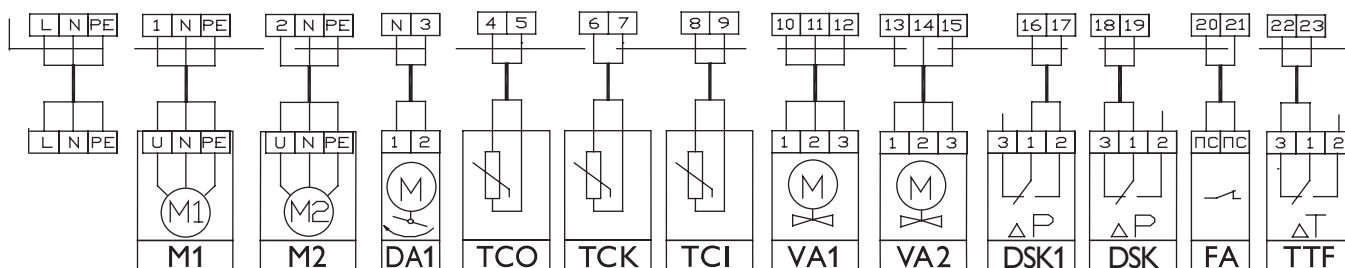 L N PE 1 N PE 2 N PE N 3 4 5 6 7 8 9 10 11 12 13 14 15 16 17 18 19 20 21 22 23
L N PE U N PE U N PE 1 2 1 2 3 1 2 3 3 1 2 3 1 2 ПС ПС 3 1 2
M1 M2 M M M
ΔP ΔP ΔT
M1 M2 DA1 TCO TCK TCI VA1 VA2 DSK1 DSK FA TTF